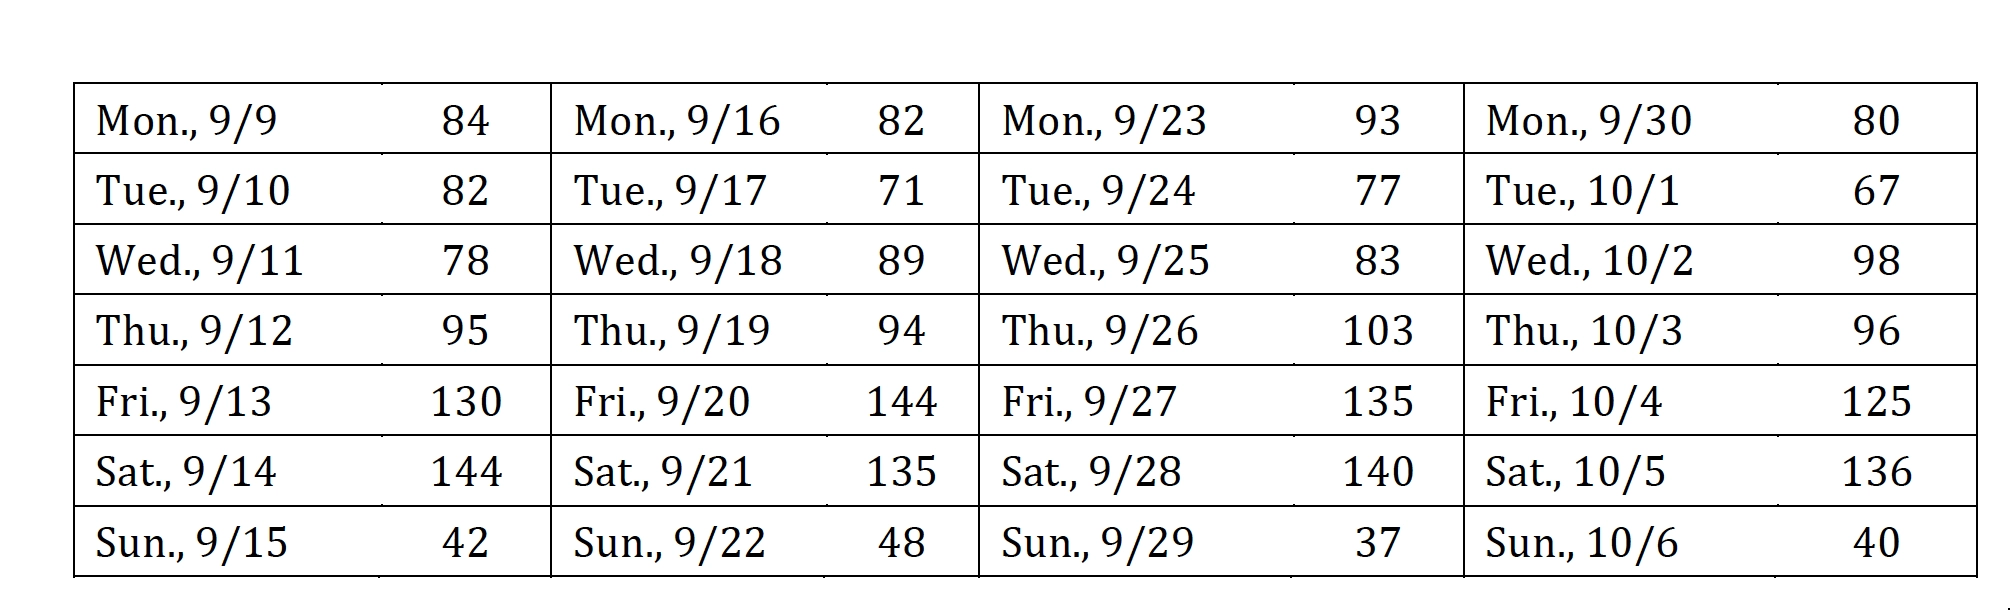 Mon., 9/9 84 Mon., 9/16 82 Mon., 9/23 93 Mon., 9/30 80
Tue., 9/10 82 Tue., 9/17 71 Tue., 9/24 77 Tue., 10/1 67
Wed., 9/11 78 Wed., 9/18 89 Wed., 9/25 83 Wed., 10/2 98
Thu., 9/12 95 Thu., 9/19 94 Thu., 9/26 103 Thu., 10/3 96
Fri., 9/13 130 Fri., 9/20 144 Fri., 9/27 135 Fri., 10/4 125
Sat., 9/14 144 Sat., 9/21 135 Sat., 9/28 140 Sat., 10/5 136
Sun., 9/15 42 Sun., 9/22 48 Sun., 9/29 37 Sun., 10/6 40